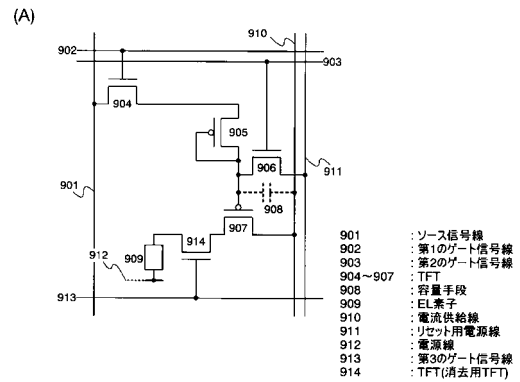 (A)
910
902
903
904
905
906
911
901
908
907
914
909
912
913
901 : ソース信号線
902 : 第1のゲート信号線
903 : 第2のゲート信号線
904～907 : TFT
908 : 容量手段
909 : EL素子
910 : 電流供給線
911 : リセット用電源線
912 : 電源線
913 : 第3のゲート信号線
914 : TFT(消去用TFT)